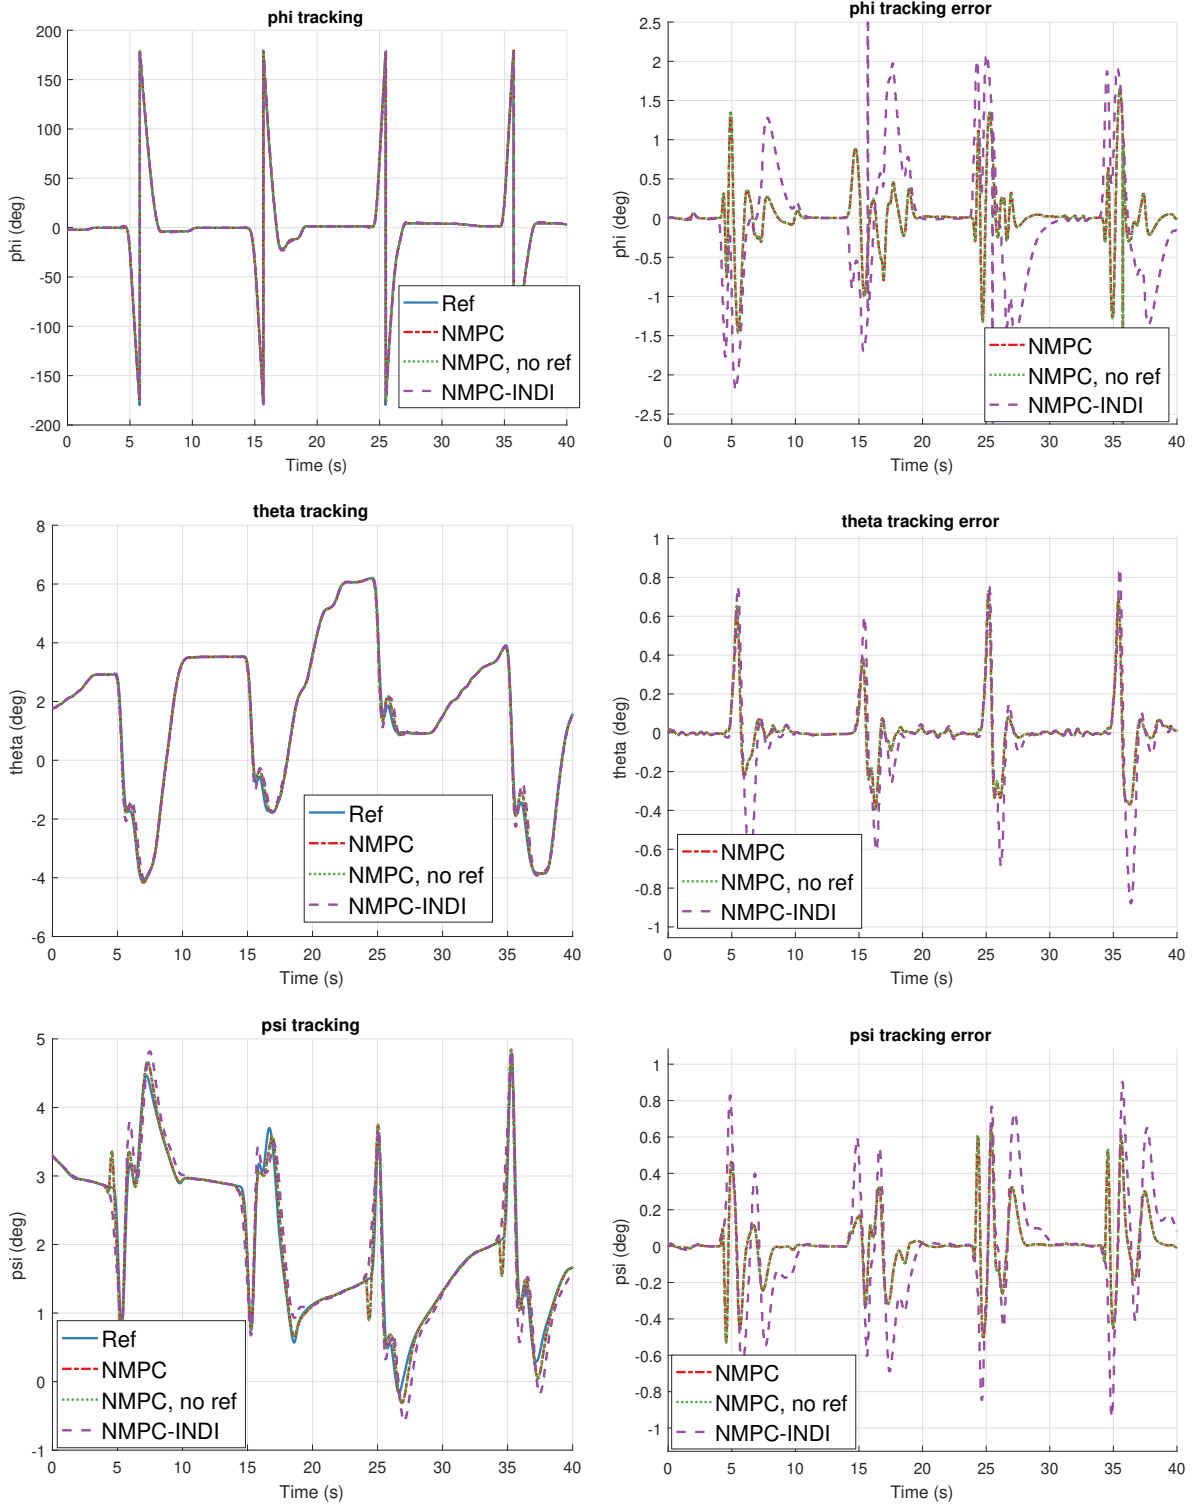 phi tracking
200
150
100
50
0
-50
-100
-150
-200
phi (deg)
0 5 10 15 20 25 30 35 40
Time (s)
Ref
NMPC
NMPC, no ref
NMPC-INDI
phi tracking error
2.5
2
1.5
1
0.5
0
-0.5
-1
-1.5
-2
-2.5
phi (deg)
0 5 10 15 20 25 30 35 40
Time (s)
NMPC
NMPC, no ref
NMPC-INDI
theta tracking
8
6
4
2
0
-2
-4
-6
theta (deg)
0 5 10 15 20 25 30 35 40
Time (s)
Ref
NMPC
NMPC, no ref
NMPC-INDI
theta tracking error
1
0.8
0.6
0.4
0.2
0
-0.2
-0.4
-0.6
-0.8
-1
theta (deg)
0 5 10 15 20 25 30 35 40
Time (s)
NMPC
NMPC, no ref
NMPC-INDI
psi tracking
5
4
3
2
1
0
-1
psi (deg)
0 5 10 15 20 25 30 35 40
Time (s)
Ref
NMPC
NMPC, no ref
NMPC-INDI
psi tracking error
1
0.8
0.6
0.4
0.2
0
-0.2
-0.4
-0.6
-0.8
-1
psi (deg)
0 5 10 15 20 25 30 35 40
Time (s)
NMPC
NMPC, no ref
NMPC-INDI